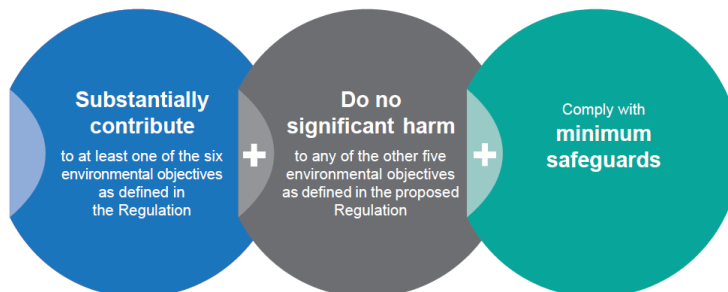 Substantially
contribute
to at least one of the six
environmental objectives
as defined in
the Regulation
+
Do no
significant harm
to any of the other five
environmental objectives
as defined in the proposed
Regulation
+
Comply with
minimum
safeguards